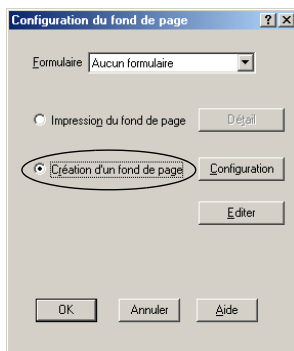 Configuration du fond de page
Formulaire Aucun formulaire
Impression du fond de page Détail
Création d'un fond de page Configuration
Editer
OK Annuler Aide